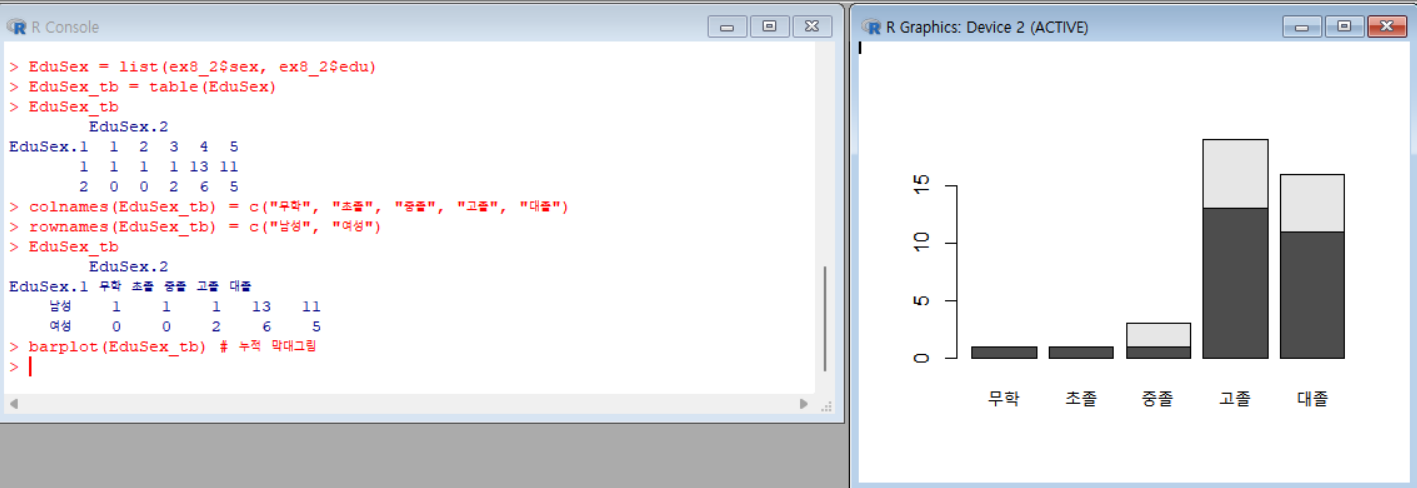 R Console
> EduSex = list(ex8_2$sex, ex8_2$edu)
> EduSex_tb = table(EduSex)
> EduSex_tb
EduSex.2
EduSex.1 1 2 3 4 5
1 1 1 1 13 11
2 0 0 2 6 5
> colnames(EduSex_tb) = c("무학", "초졸", "중졸", "고졸", "대졸")
> rownames(EduSex_tb) = c("남성", "여성")
> EduSex_tb
EduSex.2
EduSex.1 무학 초졸 중졸 고졸 대졸
남성 1 1 1 13 11
여성 0 0 2 6 5
> barplot(EduSex_tb) # 누적 막대그림
>
R Graphics: Device 2 (ACTIVE)
15
10
5
0
무학 초졸 중졸 고졸 대졸